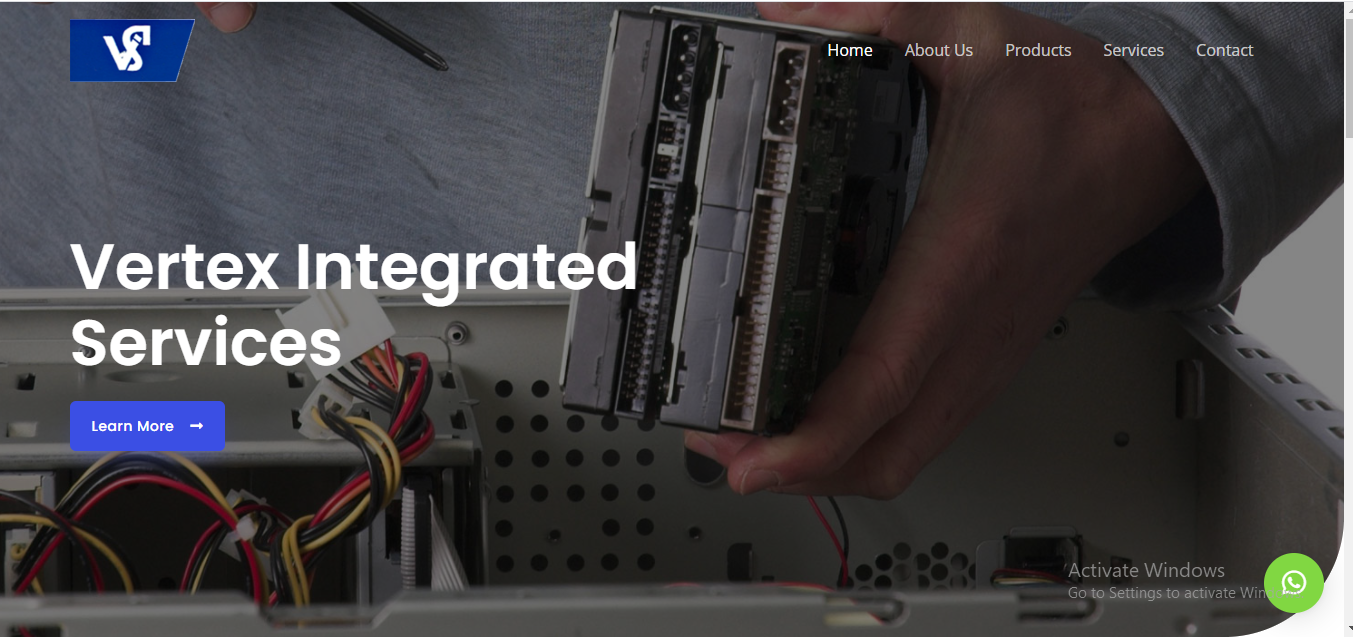 VS
Home About Us Products Services Contact
Vertex Integrated
Services
Learn More
Activate Windows
Go to Settings to activate Win